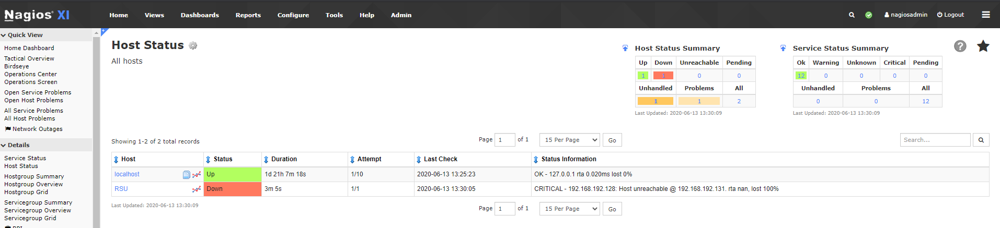 Nagios® XI
Home Views Dashboards Reports Configure Tools Help Admin
nagiosadmin Logout
Quick View
Home Dashboard
Tactical Overview
Birdseye
Operations Center
Operations Screen
Open Service Problems
Open Host Problems
All Service Problems
All Host Problems
Network Outages
Details
Service Status
Host Status
Hostgroup Summary
Hostgroup Overview
Hostgroup Grid
Servicegroup Summary
Servicegroup Overview
Servicegroup Grid
Host Status
All hosts
Host Status Summary
Up Down Unreachable Pending
1 1 0 0
Unhandled Problems All
1 1 2
Last Updated: 2020-06-13 13:30:09
Service Status Summary
Ok Warning Unknown Critical Pending
12 0 0 0 0
Unhandled Problems All
0 0 12
Last Updated: 2020-06-13 13:30:09
?
Showing 1-2 of 2 total records
Page 1 of 1 15 Per Page Go
Search...
Host Status Duration Attempt Last Check Status Information
localhost Up 1d 21h 7m 18s 1/10 2020-06-13 13:25:23 OK - 127.0.0.1 rta 0.020ms lost 0%
RSU Down 3m 5s 1/1 2020-06-13 13:30:05 CRITICAL - 192.168.192.128: Host unreachable @ 192.168.192.131. rta nan, lost 100%
Last Updated: 2020-06-13 13:30:09
Page 1 of 1 15 Per Page Go